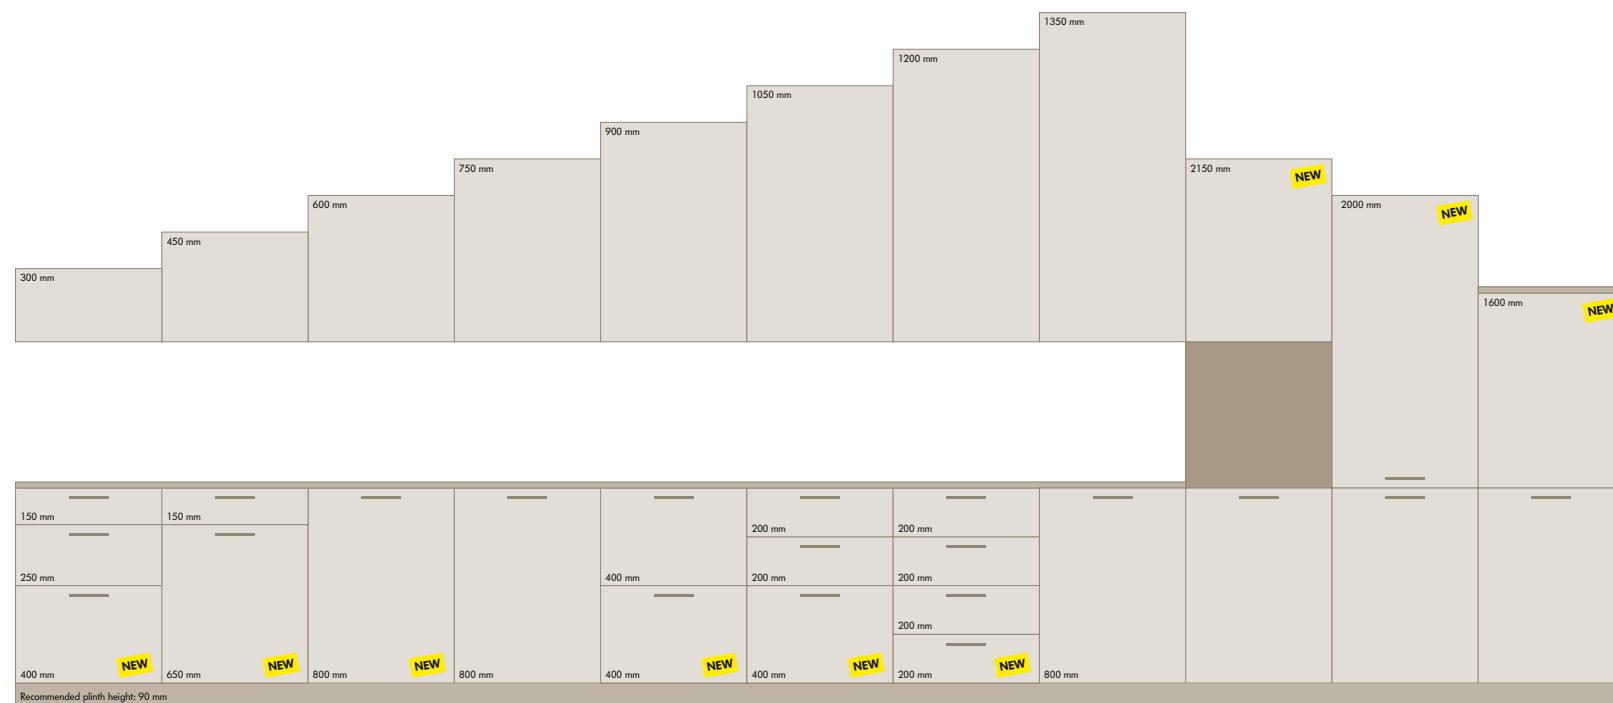 1350 mm
1200 mm
1050 mm
900 mm
750 mm
2150 mm
NEW
600 mm
2000 mm
NEW
450 mm
300 mm
1600 mm
NEW
150 mm
150 mm
200 mm
200 mm
250 mm
400 mm
200 mm
200 mm
200 mm
400 mm
NEW
650 mm
NEW
800 mm
NEW
800 mm
400 mm
NEW
400 mm
NEW
200 mm
NEW
800 mm
Recommended plinth height: 90 mm